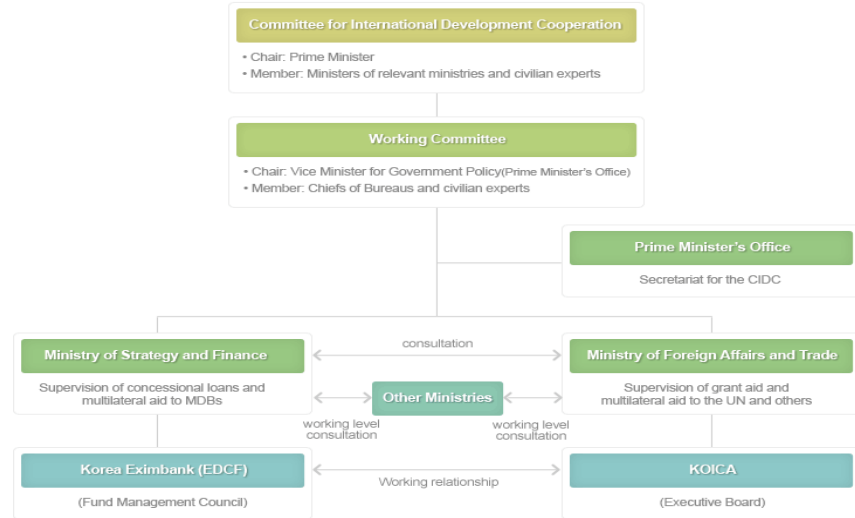 Committee for International Development Cooperation
• Chair: Prime Minister
• Member: Ministers of relevant ministries and civilian experts
Working Committee
• Chair: Vice Minister for Government Policy(Prime Minister's Office)
• Member: Chiefs of Bureaus and civilian experts
Prime Minister's Office
Secretariat for the CIDC
Ministry of Strategy and Finance
Supervision of concessional loans and
multilateral aid to MDBs
consultation
Ministry of Foreign Affairs and Trade
Supervision of grant aid and
multilateral aid to the UN and others
Other Ministries
working level
consultation
working level
consultation
Korea Eximbank (EDCF)
(Fund Management Council)
Working relationship
KOICA
(Executive Board)